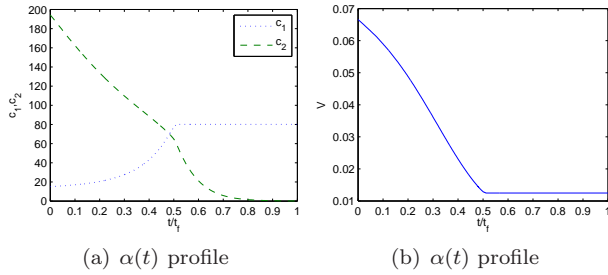 200
180
160
140
120
100
80
60
40
20
0
c₁,c₂
0 0.1 0.2 0.3 0.4 0.5 0.6 0.7 0.8 0.9 1
t/t_f
c₁
c₂
(a) α(t) profile
0.07
0.06
0.05
0.04
0.03
0.02
0.01
V
0 0.1 0.2 0.3 0.4 0.5 0.6 0.7 0.8 0.9 1
t/t_f
(b) α(t) profile